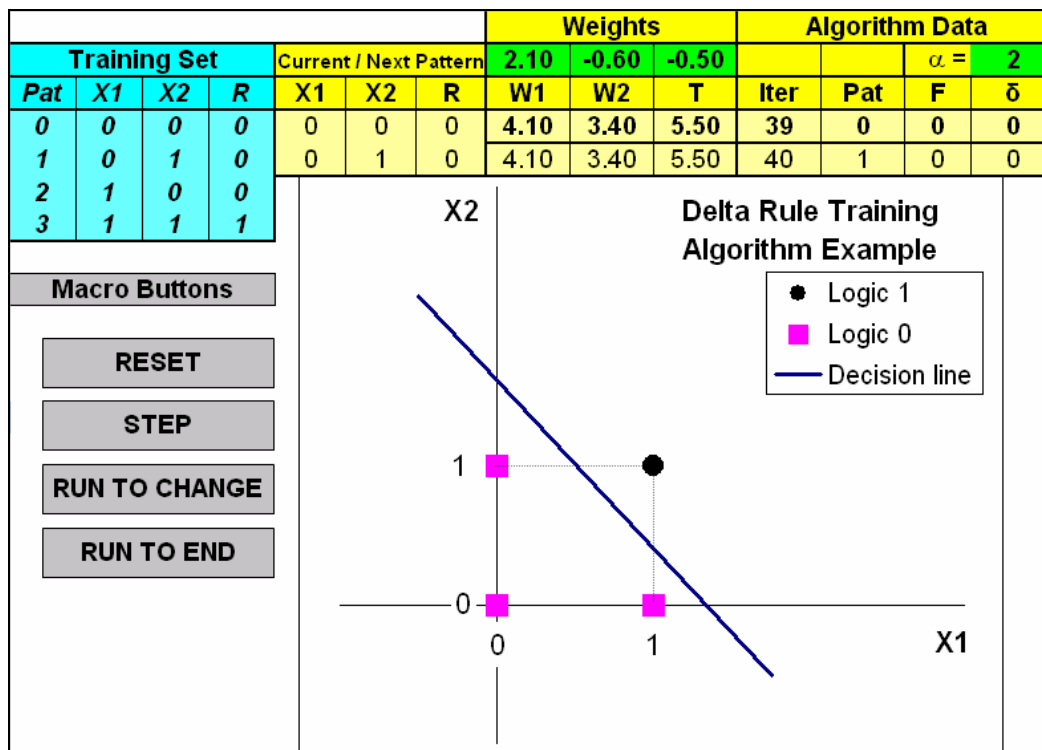 Weights Algorithm Data
Training Set Current / Next Pattern 2.10 -0.60 -0.50 α = 2
Pat X1 X2 R X1 X2 R W1 W2 T Iter Pat F δ
0 0 0 0 0 0 0 4.10 3.40 5.50 39 0 0 0
1 0 1 0 0 1 0 4.10 3.40 5.50 40 1 0 0
2 1 0 0
3 1 1 1
X2
Delta Rule Training
Algorithm Example
Macro Buttons
Logic 1
Logic 0
Decision line
RESET
STEP
1
RUN TO CHANGE
RUN TO END
0
0 1 X1